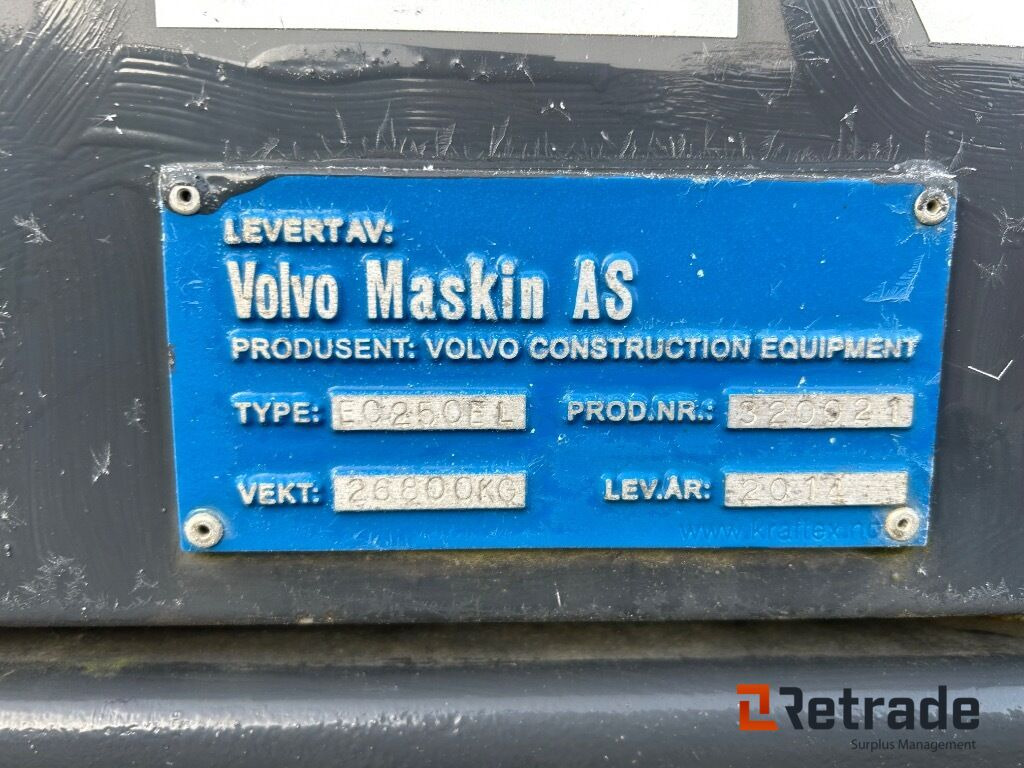 LEVERT AV:
Volvo Maskin AS
PRODUSENT: VOLVO CONSTRUCTION EQUIPMENT
TYPE: EC250EL PROD.NR.: 320921
VEKT: 26800KG LEV.ÅR:
www.kraftex.no
Retrade
Surplus Management